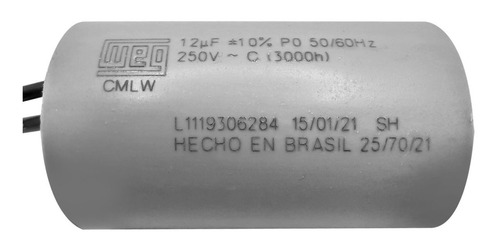 WEG 12µF ±10% P0 50/60Hz
250V ~ C (3000h)
CMLW
L1119306284 15/01/21 SH
HECHO EN BRASIL 25/70/21